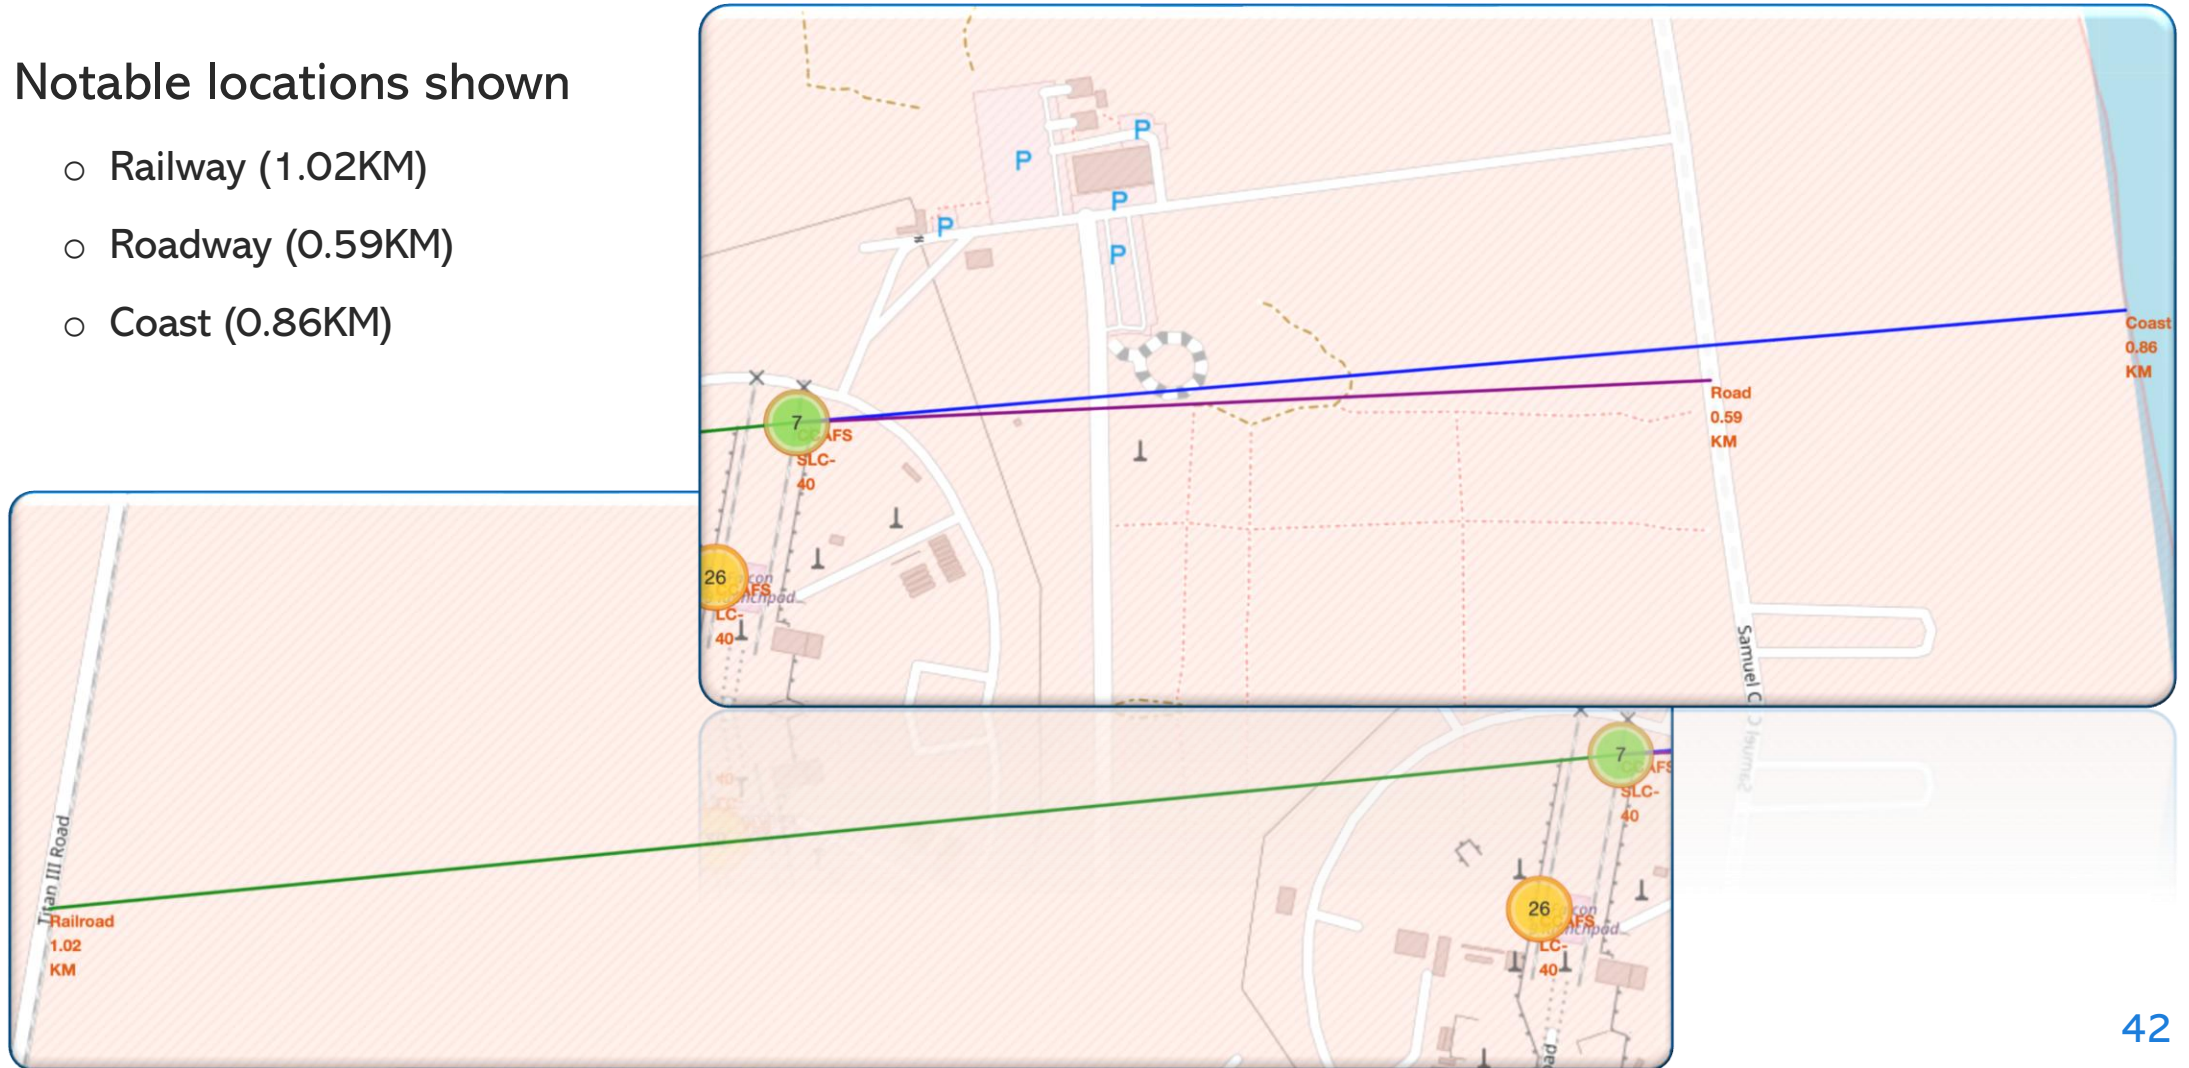 Notable locations shown
○ Railway (1.02KM)
○ Roadway (0.59KM)
○ Coast (0.86KM)
P
P
P
P
P
Coast
0.86
KM
Road
0.59
KM
7
SLC-
40
26
LC-
40
Samuel C
7
SLC-
40
Titan III Road
Railroad
1.02
KM
26
LC-
40
42